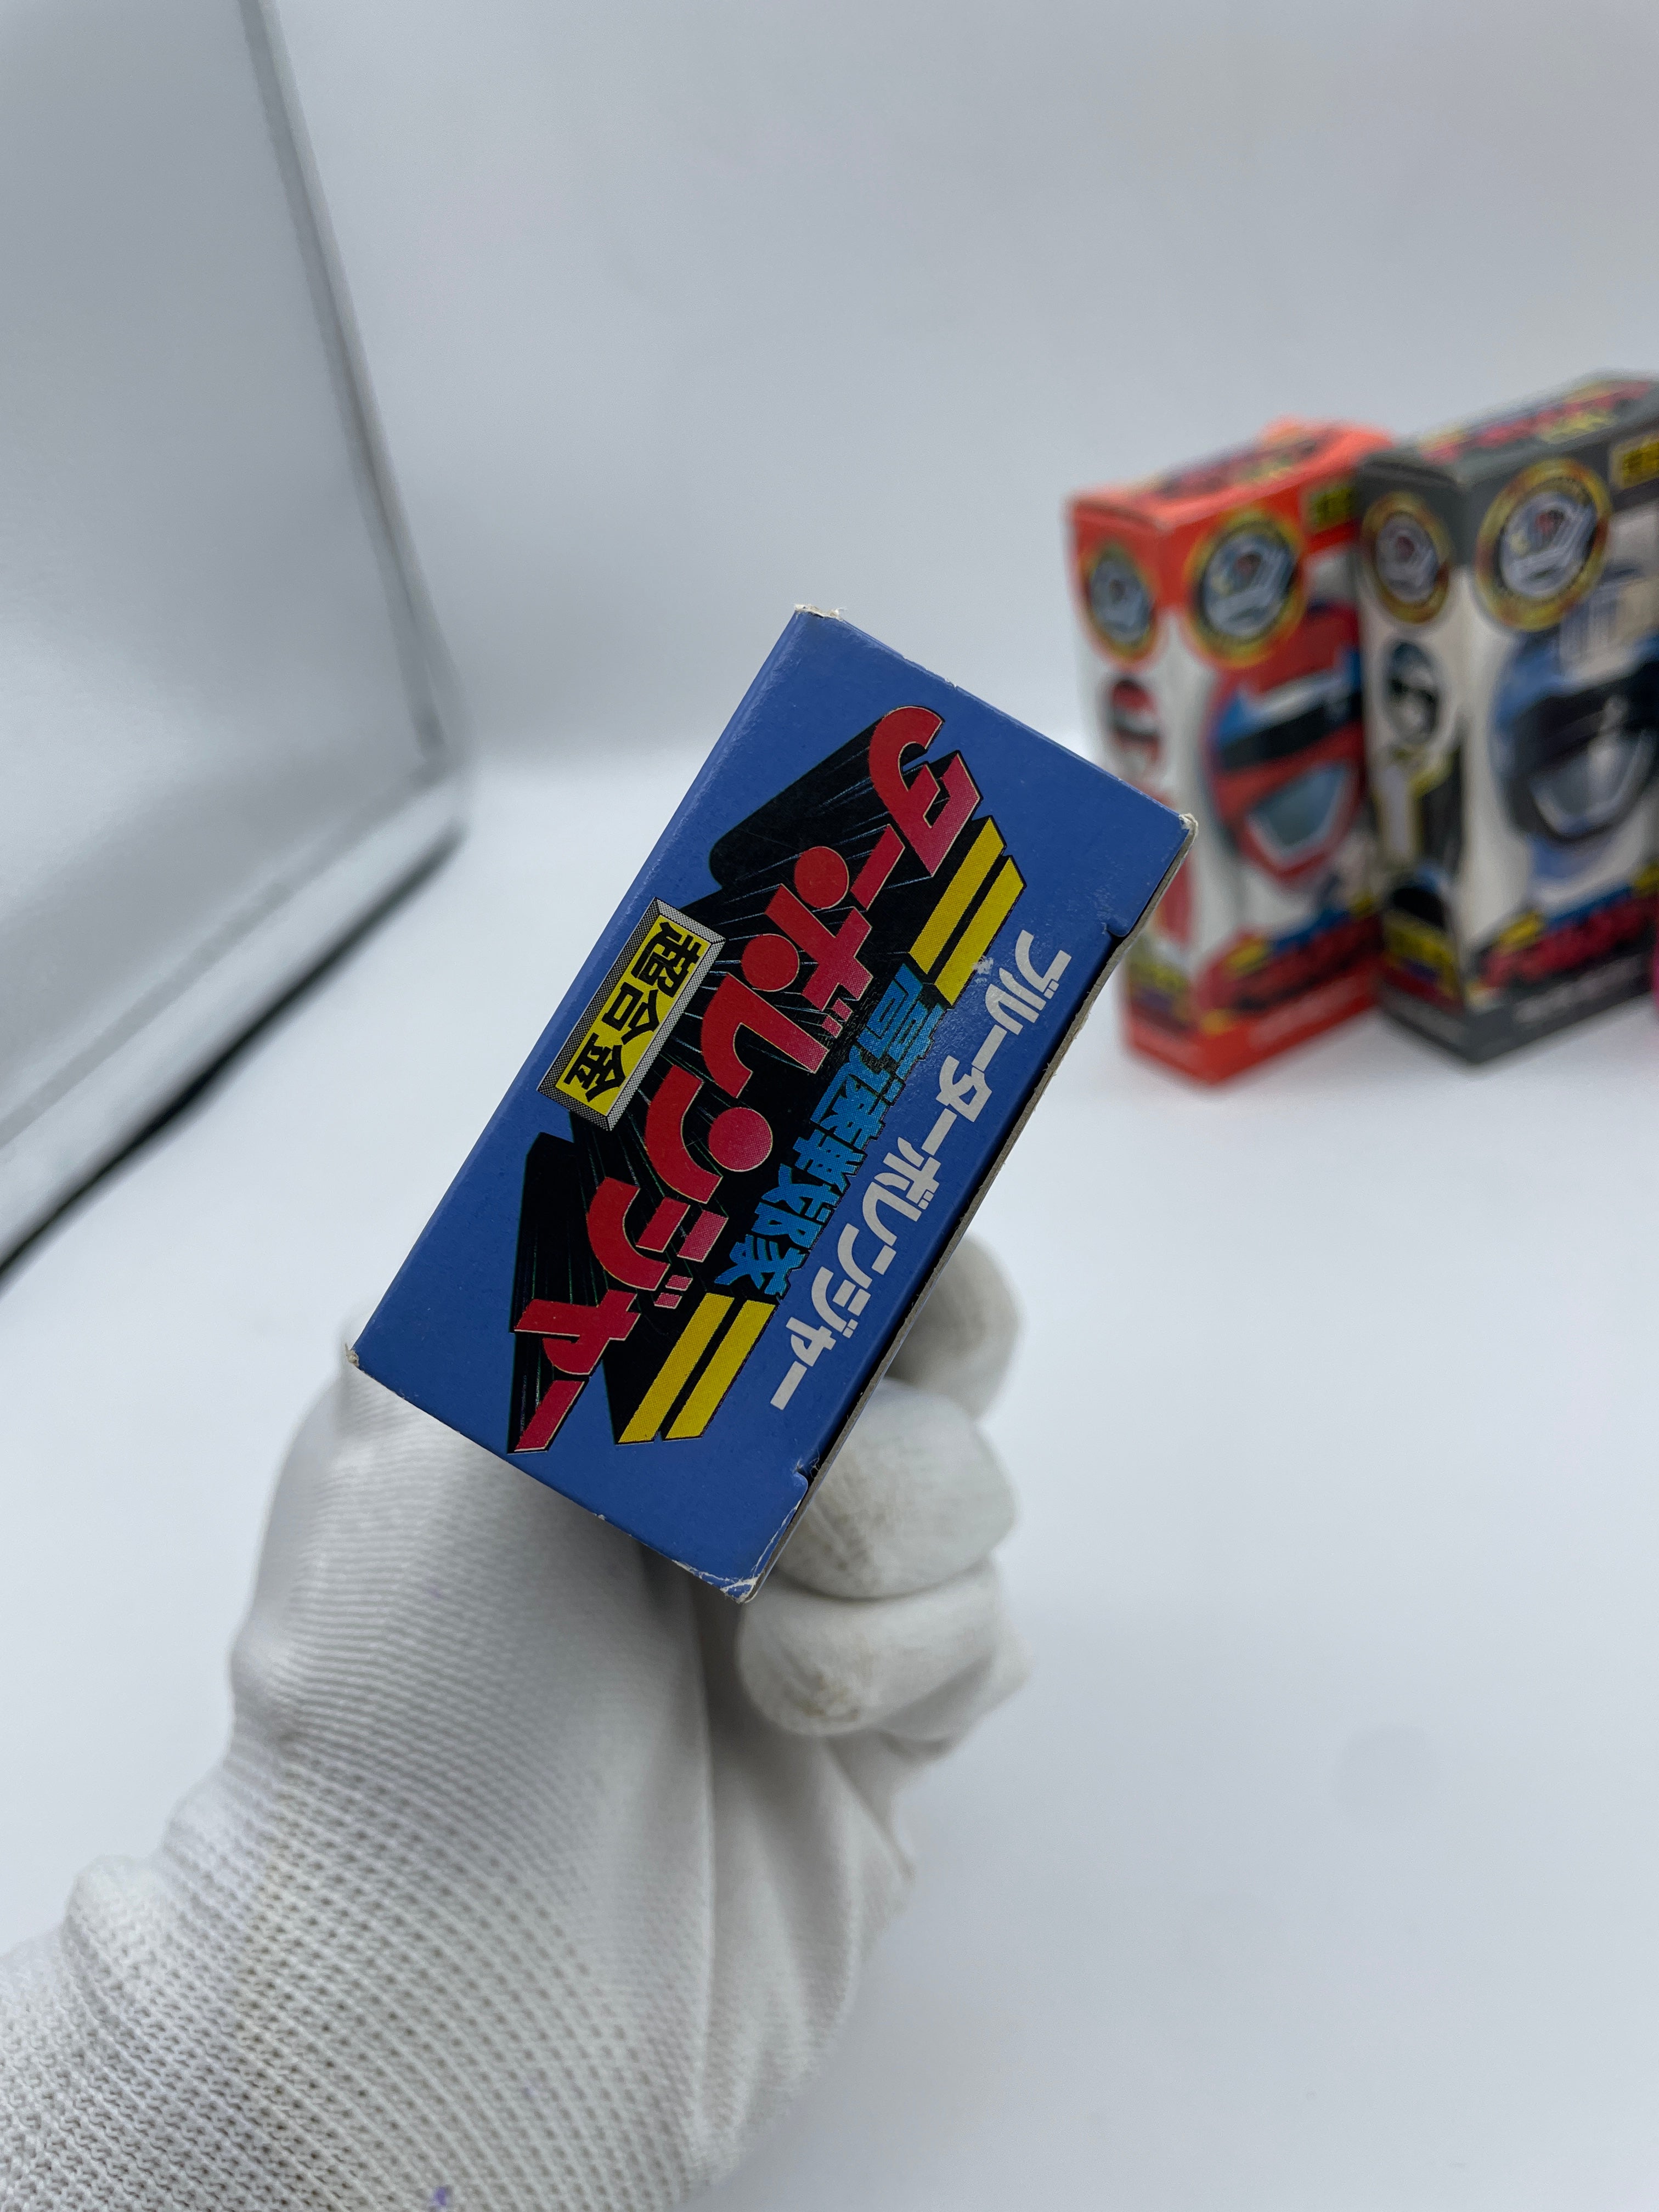 ブルーターボレンジャー
高速戦隊
ターボレンジャー
超合金